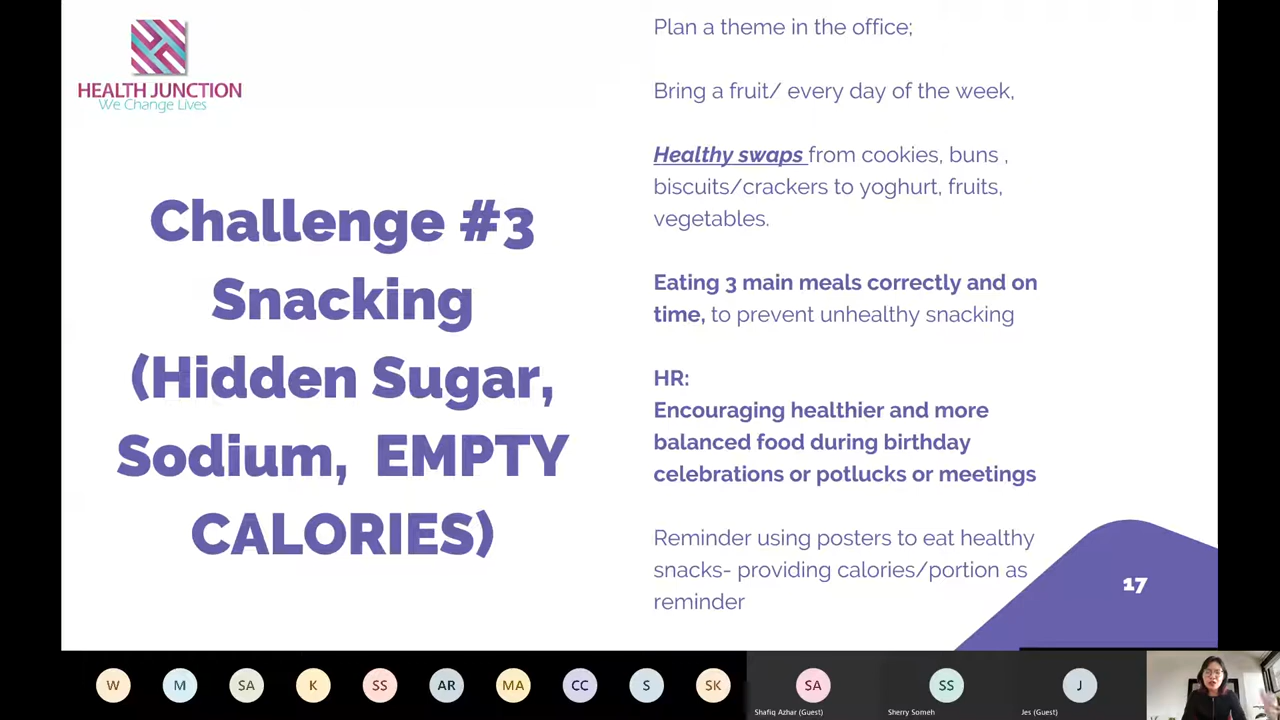 HEALTH JUNCTION
We Change Lives
Challenge #3
Snacking
(Hidden Sugar,
Sodium, EMPTY
CALORIES)
Plan a theme in the office;
Bring a fruit/ every day of the week,
Healthy swaps from cookies, buns ,
biscuits/crackers to yoghurt, fruits,
vegetables.
Eating 3 main meals correctly and on
time, to prevent unhealthy snacking
HR:
Encouraging healthier and more
balanced food during birthday
celebrations or potlucks or meetings
Reminder using posters to eat healthy
snacks- providing calories/portion as
reminder
17
W M SA K SS AR MA CC S SK SA SS J
Shafiq Azhar (Guest) Sherry Someh Jes (Guest)